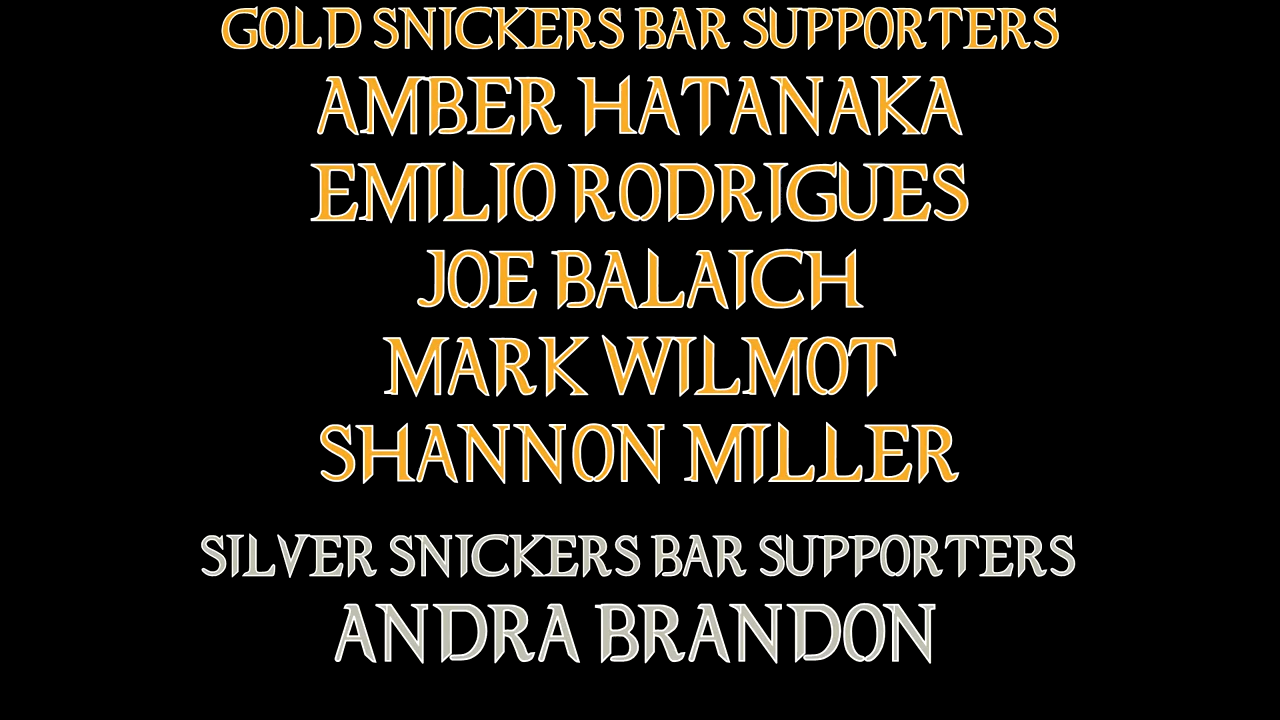 GOLD SNICKERS BAR SUPPORTERS
AMBER HATANAKA
EMILIO RODRIGUES
JOE BALAICH
MARK WILMOT
SHANNON MILLER
SILVER SNICKERS BAR SUPPORTERS
ANDRA BRANDON